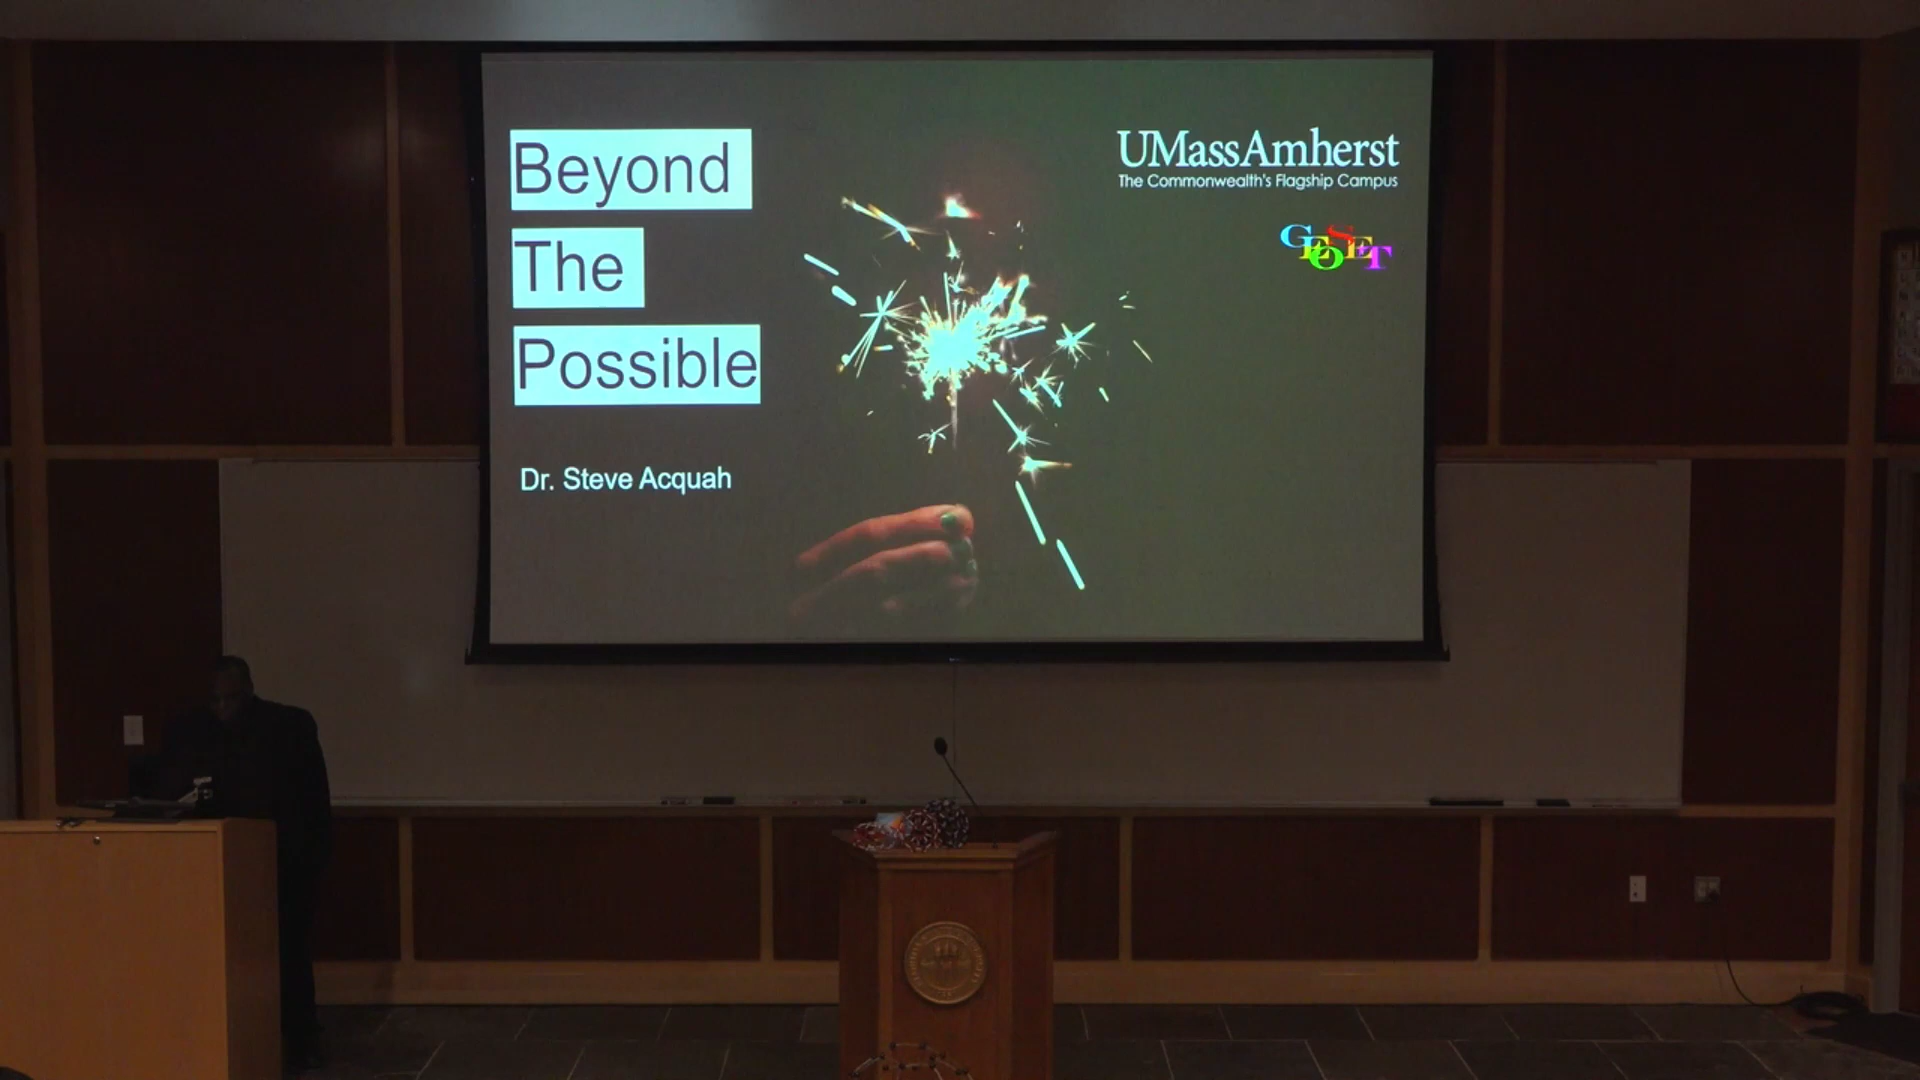 Beyond
The
Possible
Dr. Steve Acquah
UMassAmherst
The Commonwealth's Flagship Campus
GEOSET